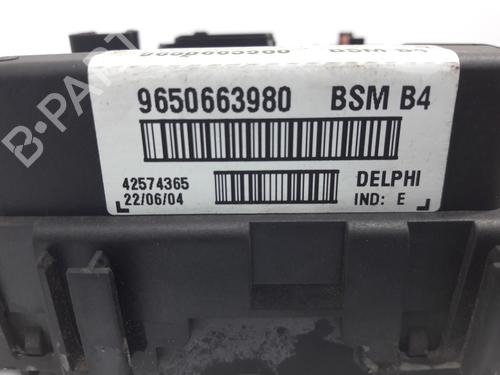 9650663980 BSM B4
42574365
22/06/04
DELPHI
IND: E
B-PARTS